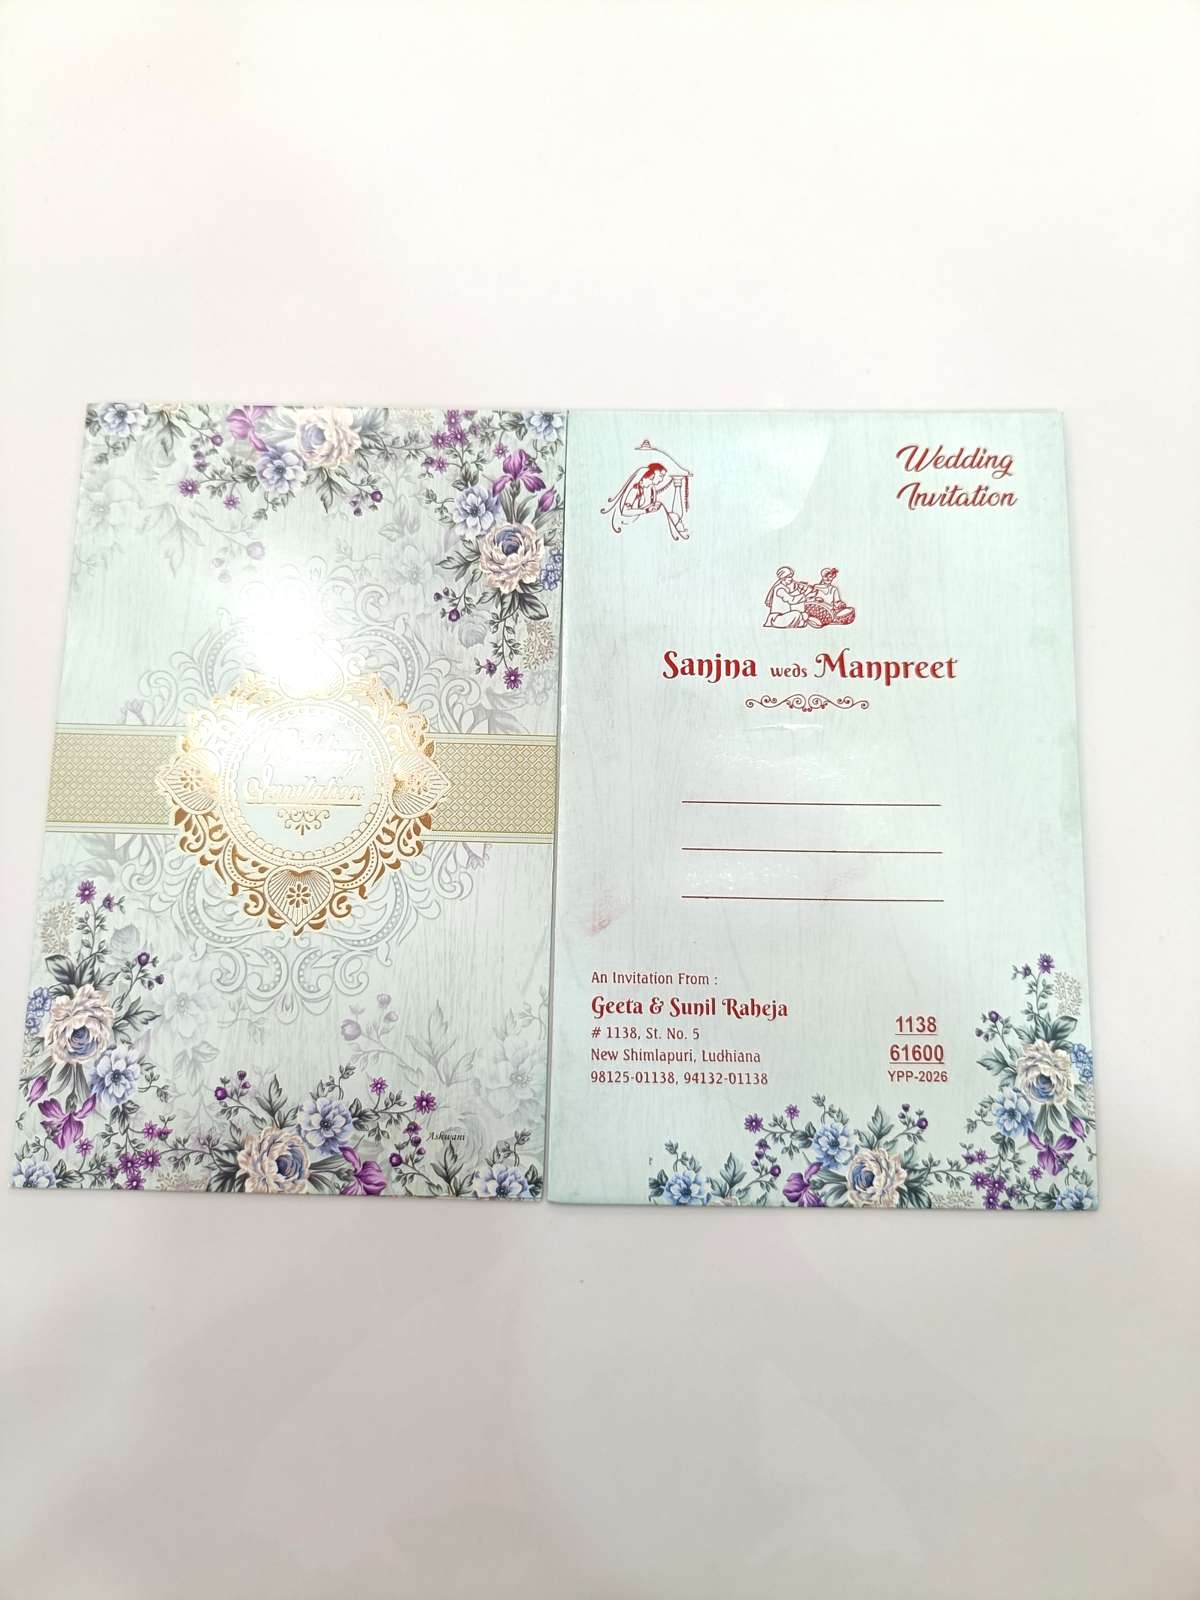 Wedding
Invitation
Ashwani
Wedding
Invitation
Sanjna weds Manpreet
An Invitation From :
Geeta & Sunil Raheja
# 1138, St. No. 5
New Shimlapuri, Ludhiana
98125-01138, 94132-01138
1138
61600
YPP-2026